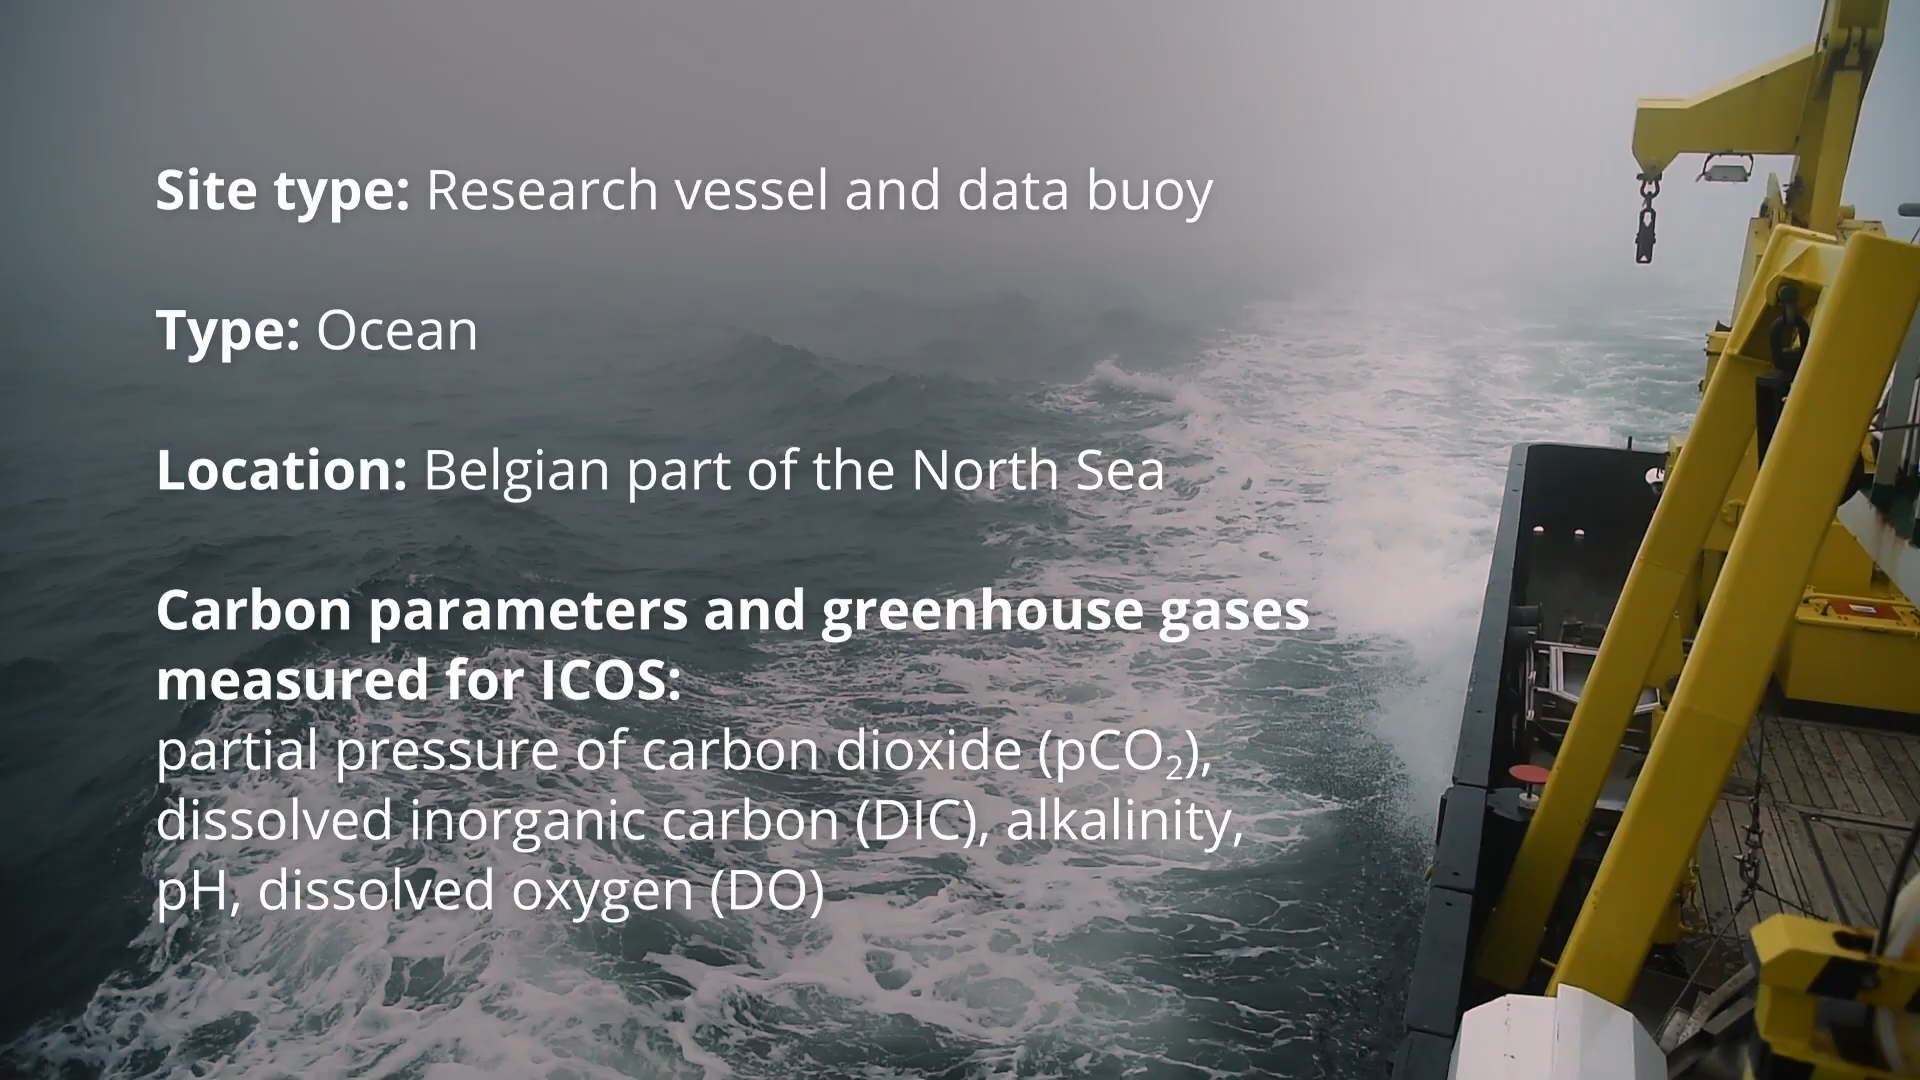 Site type: Research vessel and data buoy
Type: Ocean
Location: Belgian part of the North Sea
Carbon parameters and greenhouse gases
measured for ICOS:
partial pressure of carbon dioxide (pCO₂),
dissolved inorganic carbon (DIC), alkalinity,
pH, dissolved oxygen (DO)